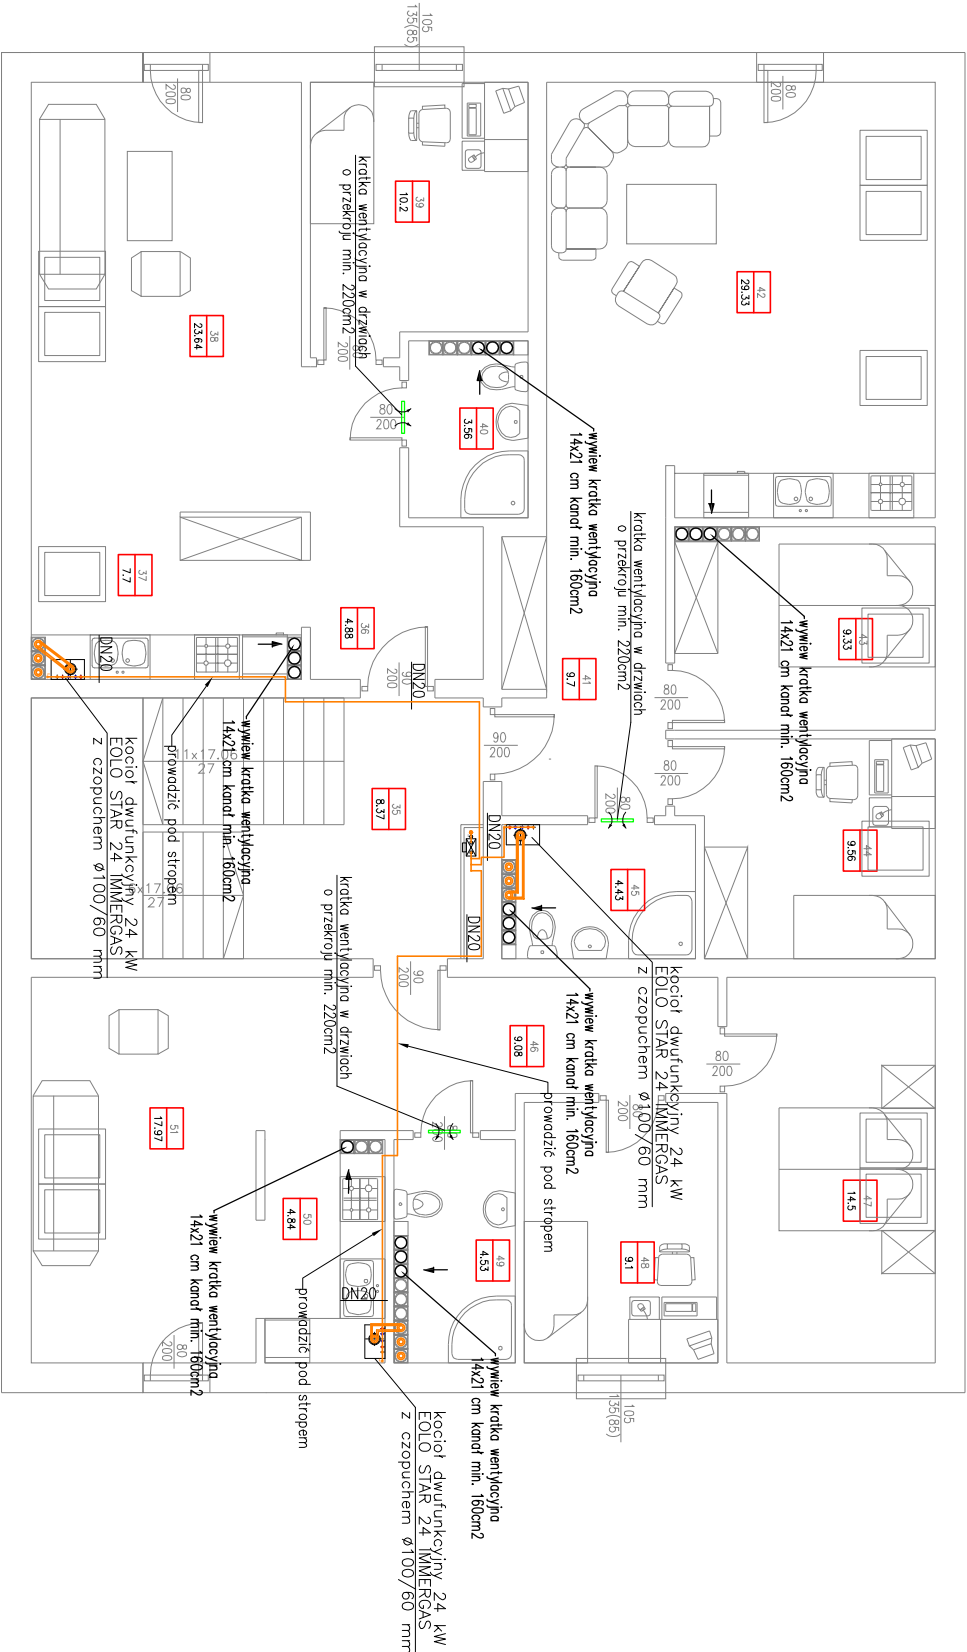 105
135(85)
80
200
80
200
39
10.2
42
29.33
38
23.64
kratka wentylacyjna w drzwiach
o przekroju min. 220cm2
200
80
200
40
3.56
wywiew kratka wentylacyjna
14x21 cm kanał min. 160cm2
kratka wentylacyjna w drzwiach
o przekroju min. 220cm2
wywiew kratka wentylacyjna
14x21 cm kanał min. 160cm2
43
9.33
37
7.7
36
4.88
41
9.7
DN20
DN20
90
200
80
200
90
200
80
200
80
200
wywiew kratka wentylacyjna
14x21 cm kanał min. 160cm2
prowadzić pod stropem
kocioł dwufunkcyjny 24 kW
EOLO STAR 24 IMMERGAS
z czopuchem ø100/60 mm
11x17.06
27
27
35
8.37
DN20
DN20
44
9.56
45
4.43
kratka wentylacyjna w drzwiach
o przekroju min. 220cm2
90
200
kocioł dwufunkcyjny 24 kW
EOLO STAR 24 IMMERGAS
z czopuchem ø100/60 mm
wywiew kratka wentylacyjna
14x21 cm kanał min. 160cm2
46
9.08
80
200
prowadzić pod stropem
200
51
17.97
50
4.84
49
4.53
48
9.1
47
14.5
wywiew kratka wentylacyjna
14x21 cm kanał min. 160cm2
DN20
prowadzić pod stropem
80
200
wywiew kratka wentylacyjna
14x21 cm kanał min. 160cm2
kocioł dwufunkcyjny 24 kW
EOLO STAR 24 IMMERGAS
z czopuchem ø100/60 mm
105
135(85)